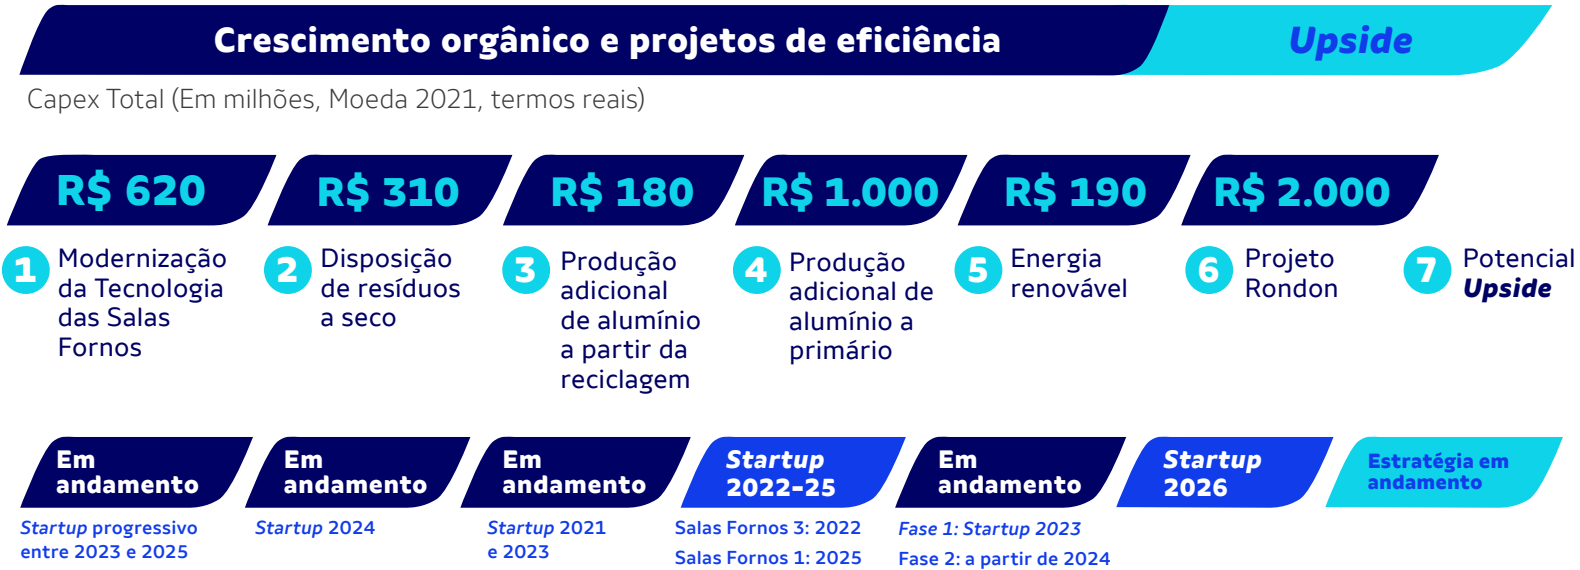 Crescimento orgânico e projetos de eficiência
Upside
Capex Total (Em milhões, Moeda 2021, termos reais)
R$ 620
R$ 310
R$ 180
R$ 1.000
R$ 190
R$ 2.000
1
Modernização
da Tecnologia
das Salas
Fornos
2
Disposição
de resíduos
a seco
3
Produção
adicional
de alumínio
a partir da
reciclagem
4
Produção
adicional de
alumínio a
primário
5
Energia
renovável
6
Projeto
Rondon
7
Potencial
Upside
Em
andamento
Startup progressivo
entre 2023 e 2025
Em
andamento
Startup 2024
Em
andamento
Startup 2021
e 2023
Startup
2022-25
Salas Fornos 3: 2022
Salas Fornos 1: 2025
Em
andamento
Fase 1: Startup 2023
Fase 2: a partir de 2024
Startup
2026
Estratégia em
andamento